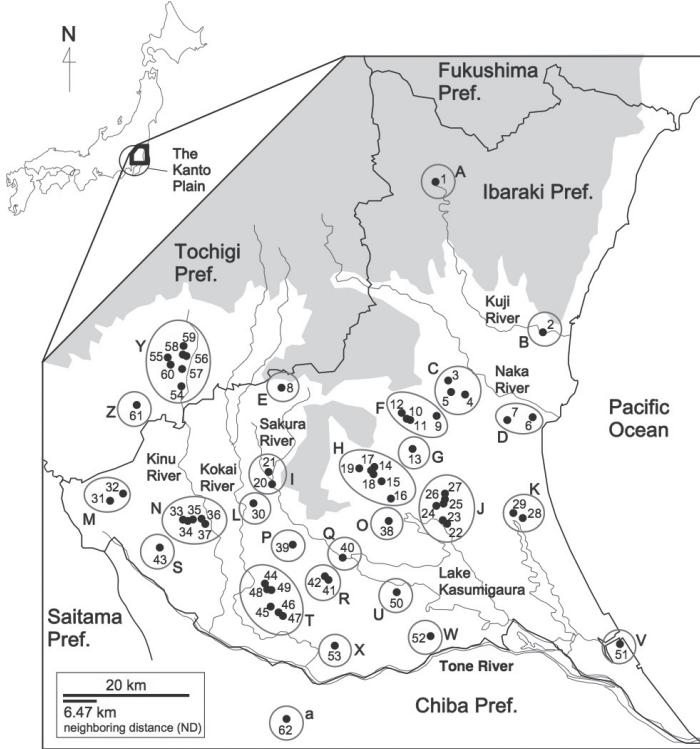 N
Fukushima
Pref.
The
Kanto
Plain
1
A
Ibaraki Pref.
Tochigi
Pref.
Kuji
River
2
B
Y
59
58
55
56
60
57
54
C
3
5
4
Naka
River
E
8
Z
61
F
12
10
11
9
7
6
D
Pacific
Ocean
Sakura
River
13
G
H
17
14
19
18
15
16
Kinu
River
Kokai
River
21
20
I
32
31
M
N
33
35
36
34
37
L
30
26
27
25
24
23
22
J
K
29
28
O
38
43
S
P
39
Q
40
44
48
49
46
45
47
T
42
41
R
Lake
Kasumigaura
U
50
Saitama
Pref.
53
X
52
W
V
51
Tone River
20 km
6.47 km
neighboring distance (ND)
a
62
Chiba Pref.